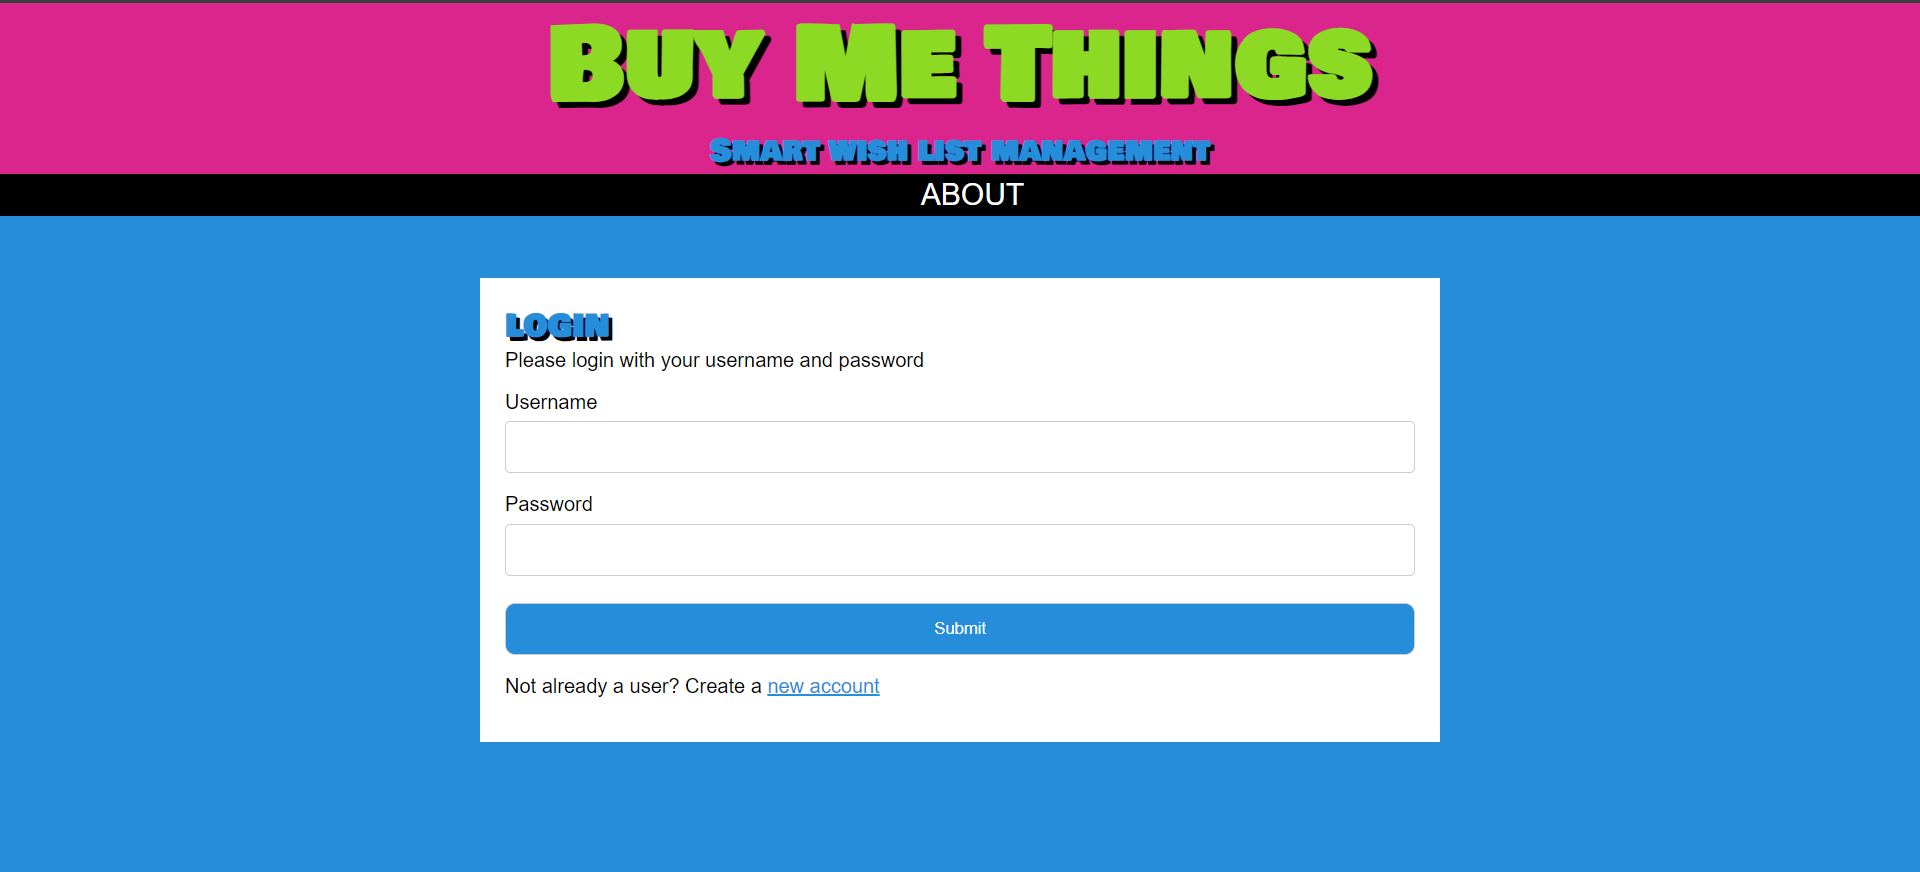 Buy Me Things
Smart wish list management
ABOUT
LOGIN
Please login with your username and password
Username
Password
Submit
Not already a user? Create a new account